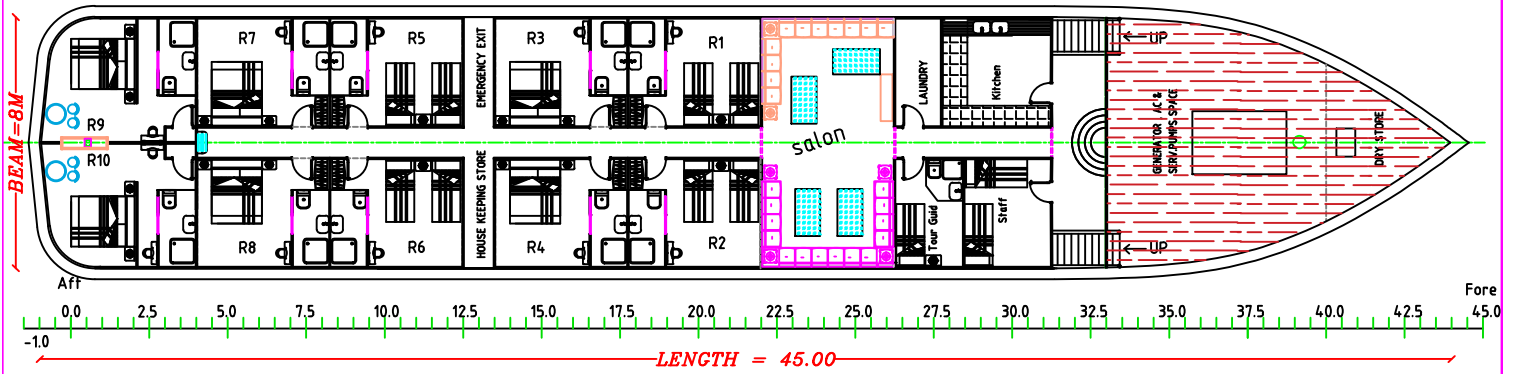 R7
R5
EMERGENCY EXIT
R3
R1
LAUNDRY
Kitchen
UP
BEAM=8M
R9
R10
salon
GENERATOR AC &
SER/PUMPS.SPACE
DRY STORE
R8
R6
HOUSE KEEPING STORE
R4
R2
Tour Guid
Staff
UP
Aft
Fore
0.0 2.5 5.0 7.5 10.0 12.5 15.0 17.5 20.0 22.5 25.0 27.5 30.0 32.5 35.0 37.5 40.0 42.5 45.0
-1.0
LENGTH = 45.00